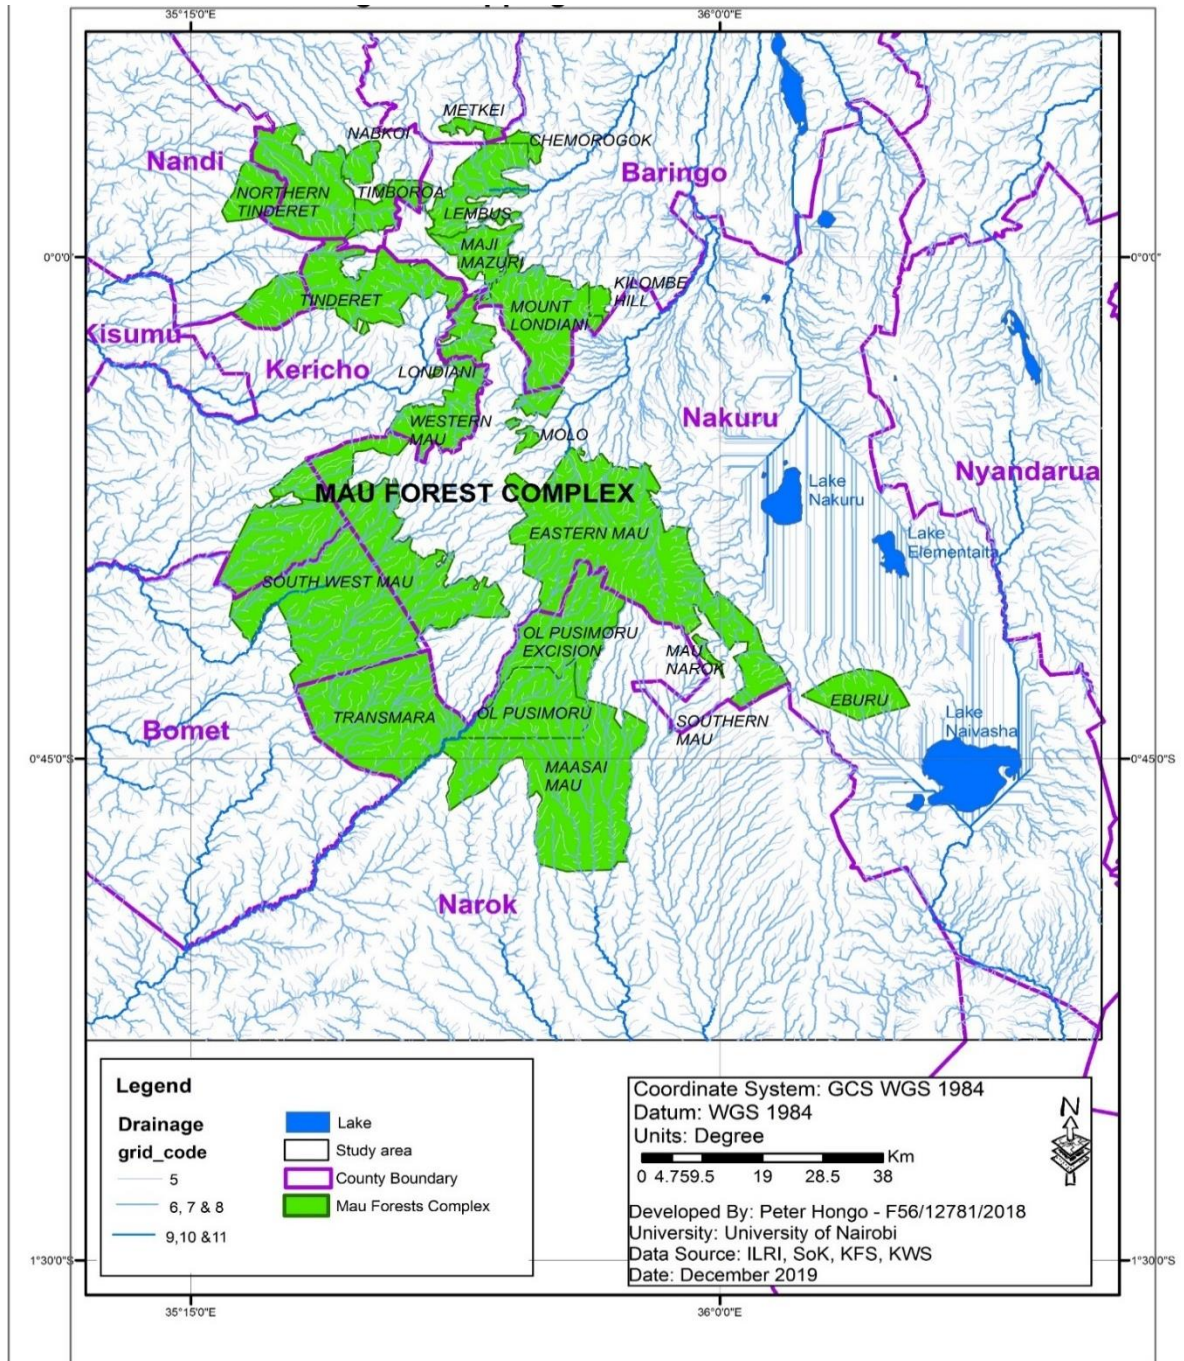 35°15'0"E
36°0'0"E
METKEI
NABKOI
CHEMOROGOK
Nandi
Baringo
NORTHERN
TINDERET
TIMBOROA
LEMBUS
MAJI
MAZURI
0°0'0"
0°0'0"
KILOMBE
HILL
TINDERET
MOUNT
LONDIANI
Kisumu
Kericho
LONDIANI
WESTERN
MAU
MOLO
Nakuru
Nyandarua
MAU FOREST COMPLEX
Lake
Nakuru
EASTERN MAU
Lake
Elementaita
SOUTH WEST MAU
OL PUSIMORU
EXCISION
MAU
NAROK
EBURU
TRANSMARA
OL PUSIMORU
SOUTHERN
MAU
Lake
Naivasha
Bomet
0°45'0"S
0°45'0"S
MAASAI
MAU
Narok
Legend
Drainage
grid_code
5
6, 7 & 8
9,10 &11
Lake
Study area
County Boundary
Mau Forests Complex
Coordinate System: GCS WGS 1984
Datum: WGS 1984
Units: Degree
Km
0 4.759.5 19 28.5 38
N
Developed By: Peter Hongo - F56/12781/2018
University: University of Nairobi
Data Source: ILRI, SoK, KFS, KWS
Date: December 2019
1°30'0"S
1°30'0"S
35°15'0"E
36°0'0"E